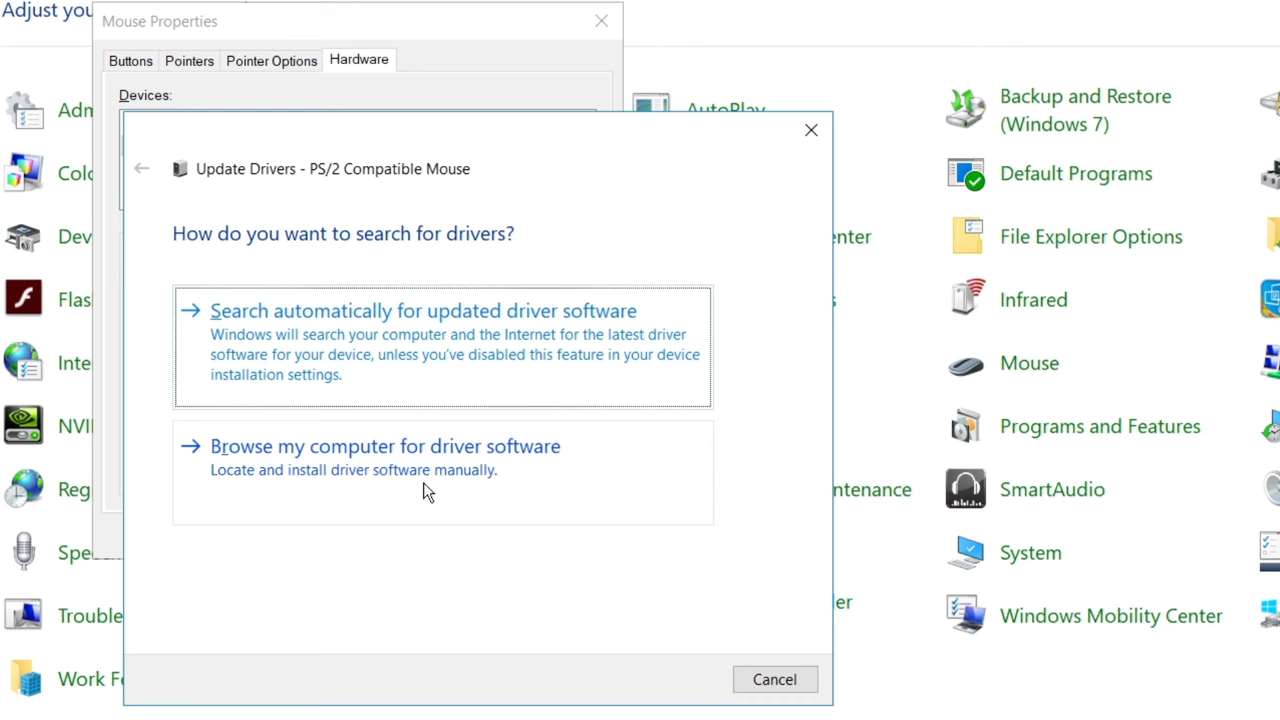 Adjust you
Mouse Properties
Buttons
Pointers
Pointer Options
Hardware
Devices:
Update Drivers - PS/2 Compatible Mouse
How do you want to search for drivers?
Search automatically for updated driver software
Windows will search your computer and the Internet for the latest driver
software for your device, unless you've disabled this feature in your device
installation settings.
Browse my computer for driver software
Locate and install driver software manually.
Cancel
Adm
Colo
Dev
Flas
Inte
NVI
Reg
Spe
Trouble
Work F
AutoPlay
enter
ntenance
er
Backup and Restore
(Windows 7)
Default Programs
File Explorer Options
Infrared
Mouse
Programs and Features
SmartAudio
System
Windows Mobility Center